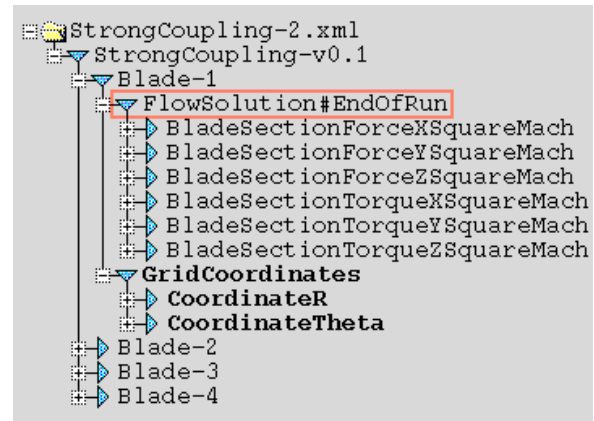 StrongCoupling-2.xml
StrongCoupling-v0.1
Blade-1
FlowSolution#EndOfRun
BladeSectionForceXSquareMach
BladeSectionForceYSquareMach
BladeSectionForceZSquareMach
BladeSectionTorqueXSquareMach
BladeSectionTorqueYSquareMach
BladeSectionTorqueZSquareMach
GridCoordinates
CoordinateR
CoordinateTheta
Blade-2
Blade-3
Blade-4